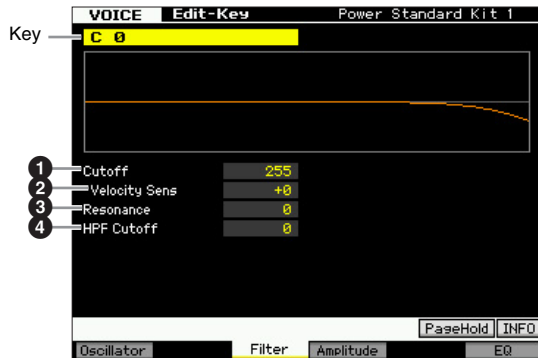 VOICE Edit-Key Power Standard Kit 1
Key C 0
1 Cutoff 255
2 Velocity Sens +0
3 Resonance 0
4 HPF Cutoff 0
PageHold INFO
Oscillator Filter Amplitude EQ